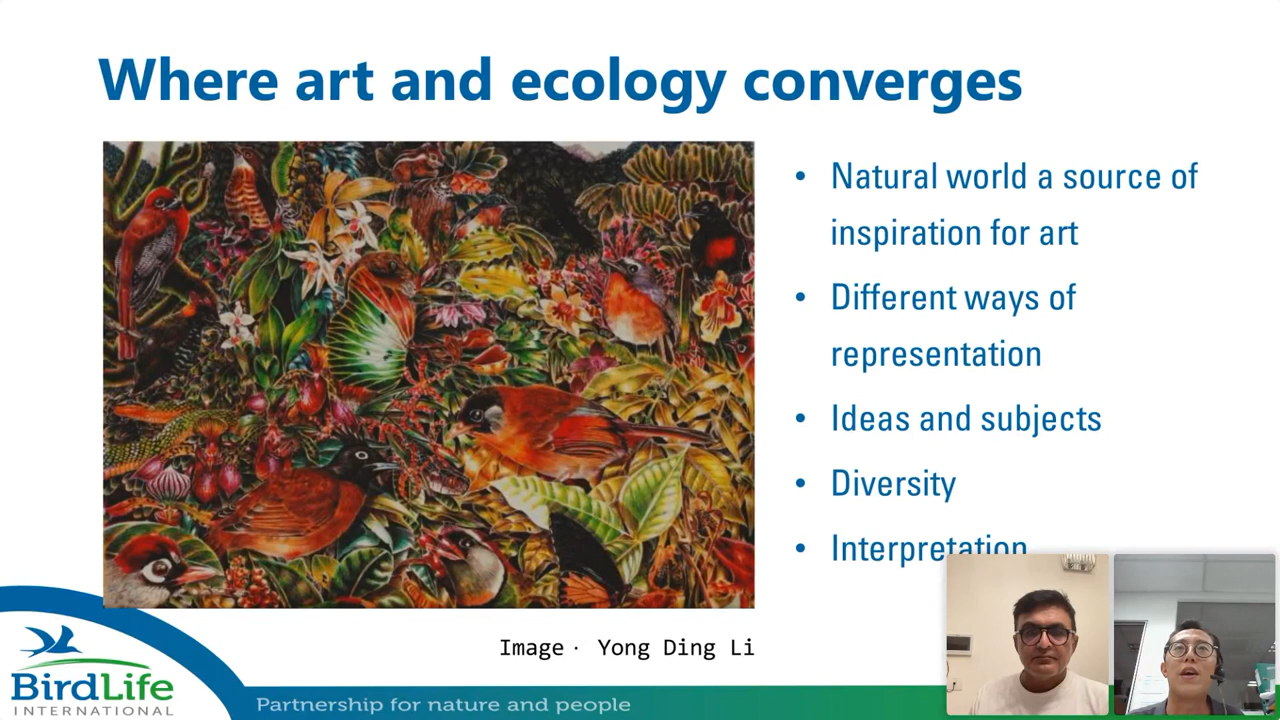 Where art and ecology converges
• Natural world a source of
inspiration for art
• Different ways of
representation
• Ideas and subjects
• Diversity
• Interpretation
Image · Yong Ding Li
BirdLife
INTERNATIONAL
Partnership for nature and people